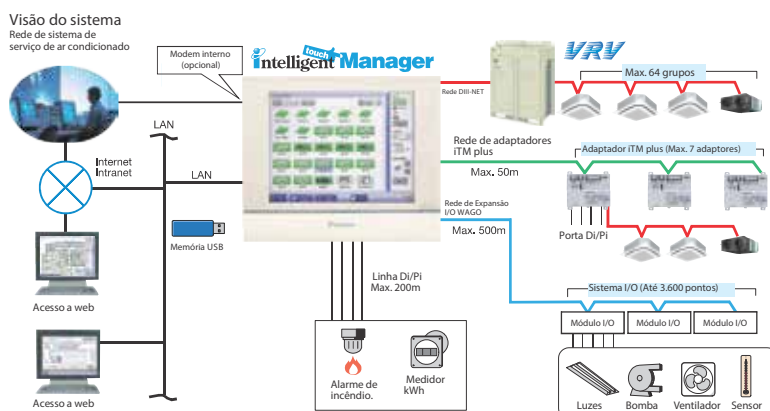 Visão do sistema
Rede de sistema de
serviço de ar condicionado
Modem interno
(opcional)
intelligent touch Manager
VRV
Max. 64 grupos
Rede DIII-NET
LAN
Rede de adaptadores
iTM plus
Max. 50m
Adaptador iTM plus (Max. 7 adaptores)
Internet
Intranet
LAN
Rede de Expansão
I/O WAGO
Max. 500m
Porta Di/Pi
Memória USB
Acesso a web
Linha Di/Pi
Max. 200m
Sistema I/O (Até 3.600 pontos)
Módulo I/O
Módulo I/O
Módulo I/O
Alarme de
incêndio.
Medidor
kWh
Acesso a web
Luzes
Bomba
Ventilador
Sensor